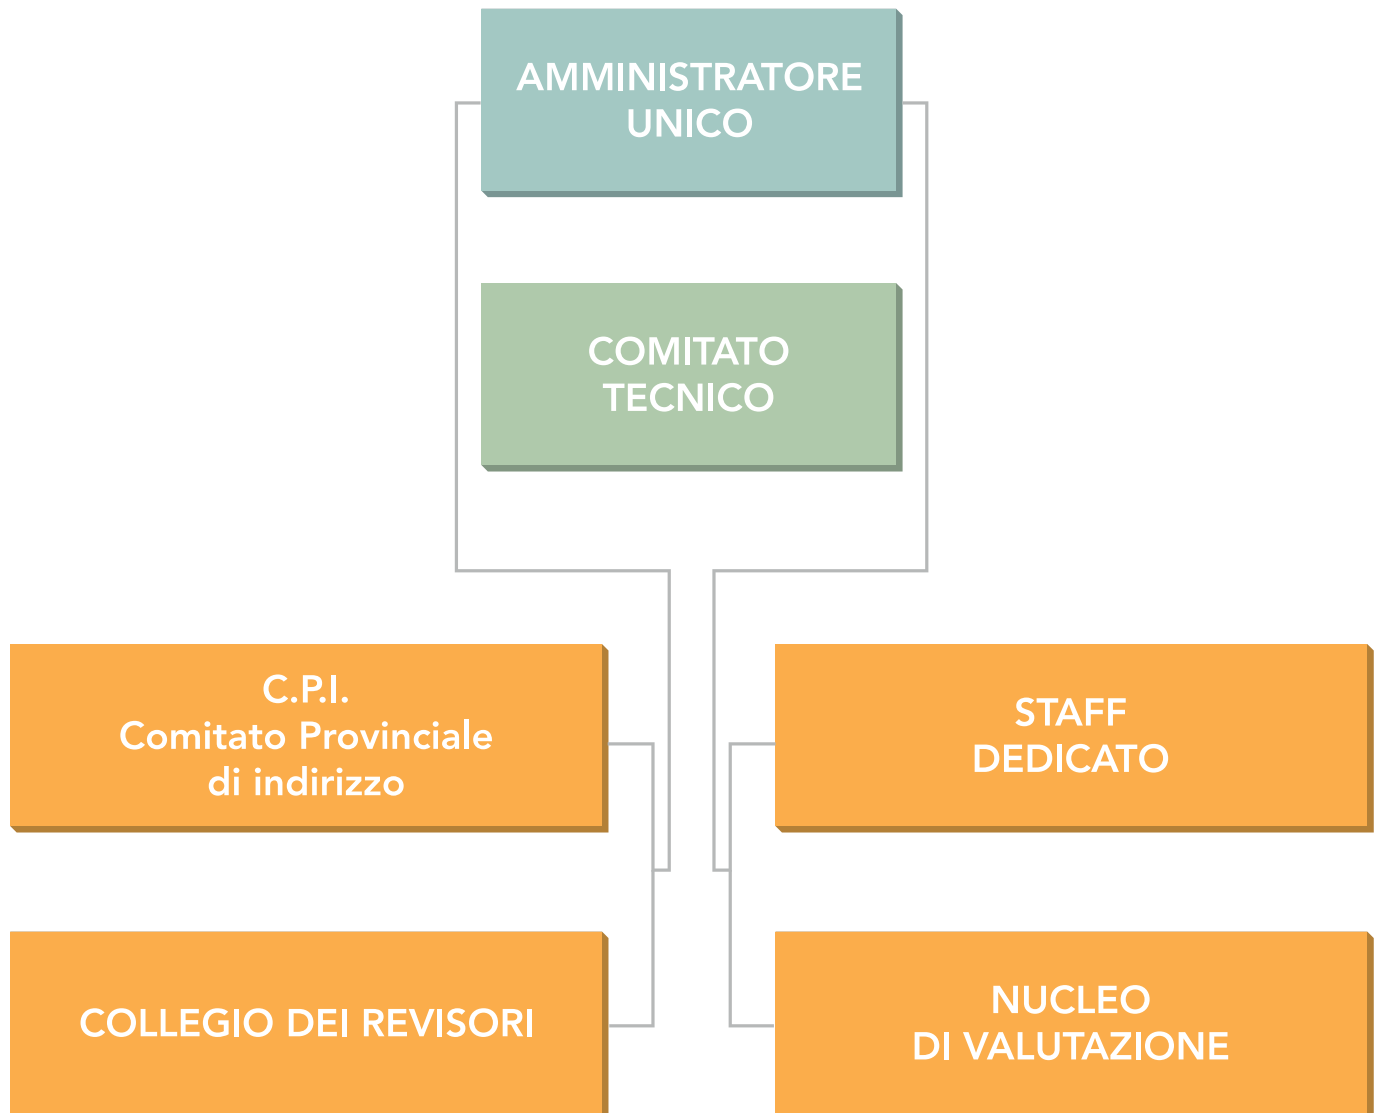 AMMINISTRATORE
UNICO
COMITATO
TECNICO
C.P.I.
Comitato Provinciale
di indirizzo
STAFF
DEDICATO
COLLEGIO DEI REVISORI
NUCLEO
DI VALUTAZIONE